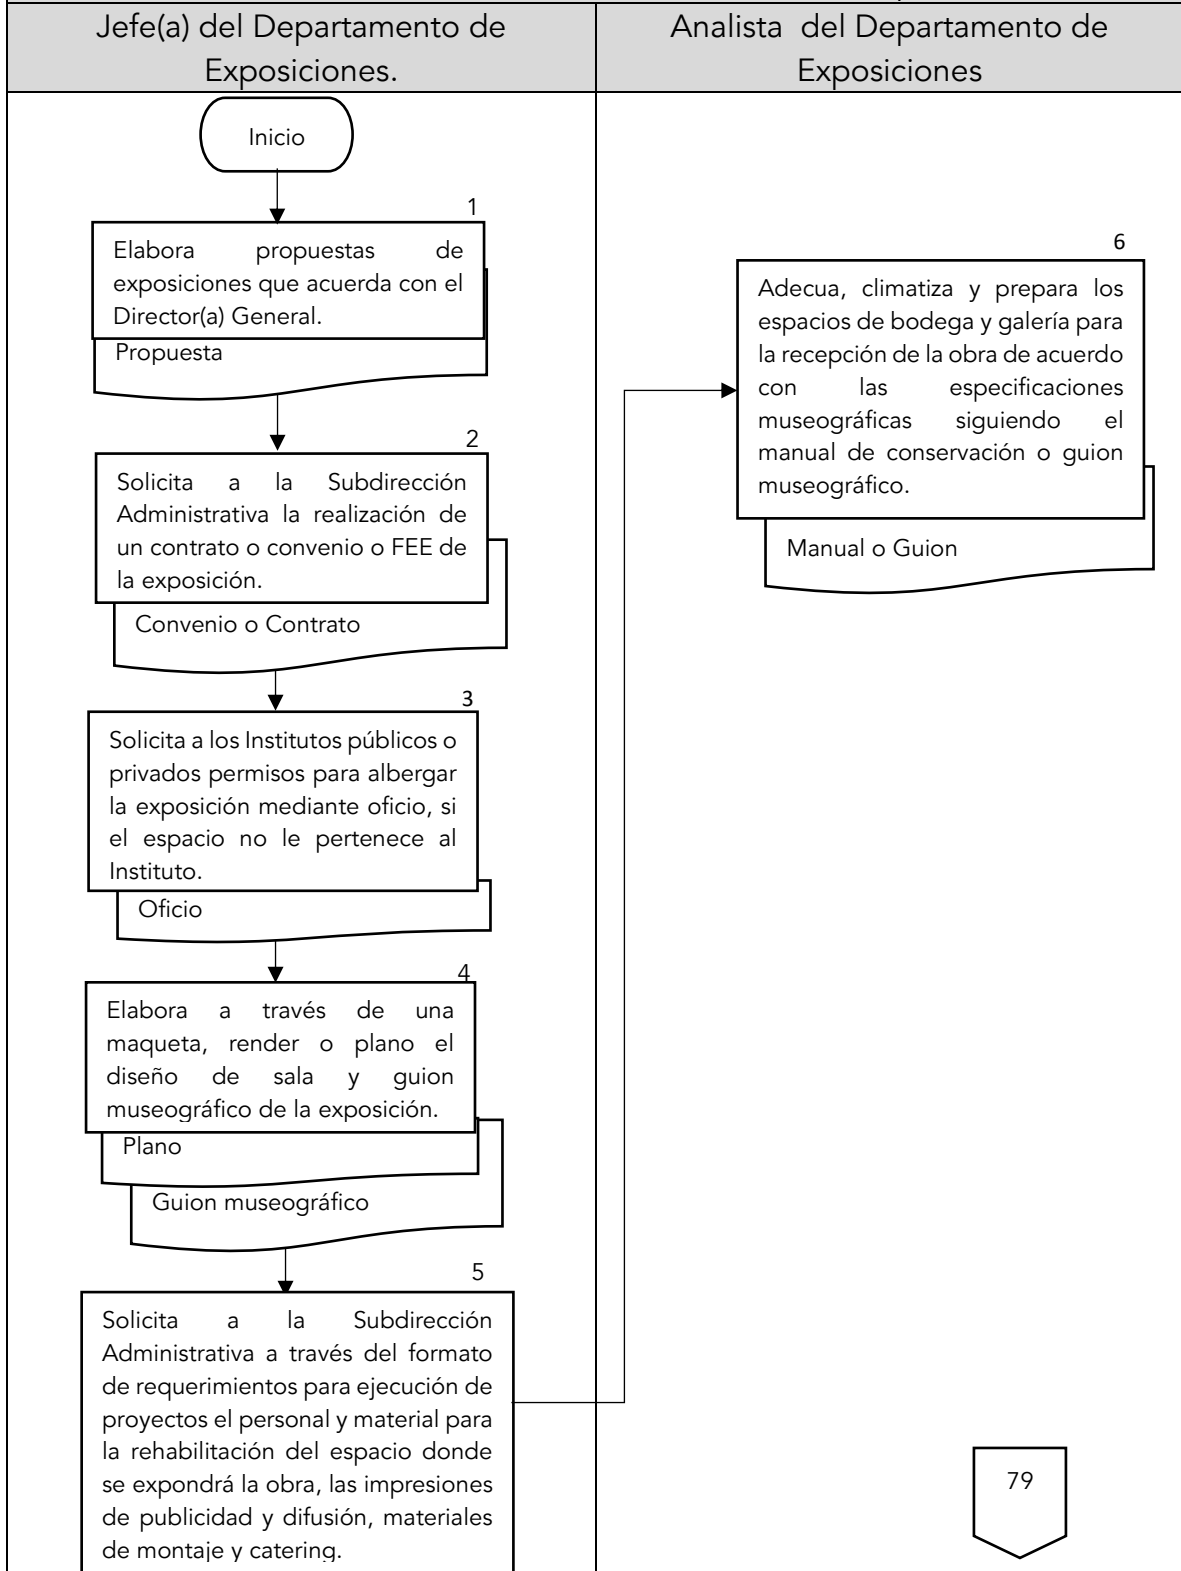 Jefe(a) del Departamento de
Exposiciones.
Analista del Departamento de
Exposiciones
Inicio
1
Elabora propuestas de
exposiciones que acuerda con el
Director(a) General.
Propuesta
2
Solicita a la Subdirección
Administrativa la realización de
un contrato o convenio o FEE de
la exposición.
Convenio o Contrato
3
Solicita a los Institutos públicos o
privados permisos para albergar
la exposición mediante oficio, si
el espacio no le pertenece al
Instituto.
Oficio
4
Elabora a través de una
maqueta, render o plano el
diseño de sala y guion
museográfico de la exposición.
Plano
Guion museográfico
5
Solicita a la Subdirección
Administrativa a través del formato
de requerimientos para ejecución de
proyectos el personal y material para
la rehabilitación del espacio donde
se expondrá la obra, las impresiones
de publicidad y difusión, materiales
de montaje y catering.
6
Adecua, climatiza y prepara los
espacios de bodega y galería para
la recepción de la obra de acuerdo
con las especificaciones
museográficas siguiendo el
manual de conservación o guion
museográfico.
Manual o Guion
79